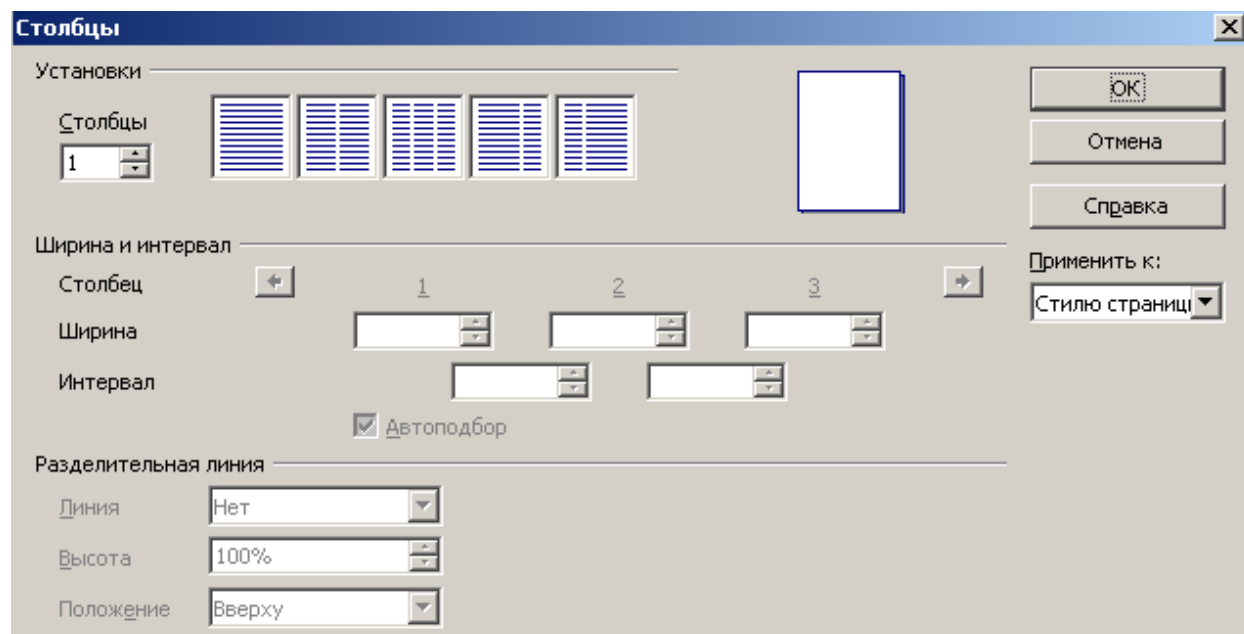 Столбцы
Установки
Столбцы
1
OK
Отмена
Справка
Применить к:
Стилю страниц
Ширина и интервал
Столбец 1 2 3
Ширина
Интервал
Автоподбор
Разделительная линия
Линия Нет
Высота 100%
Положение Вверху